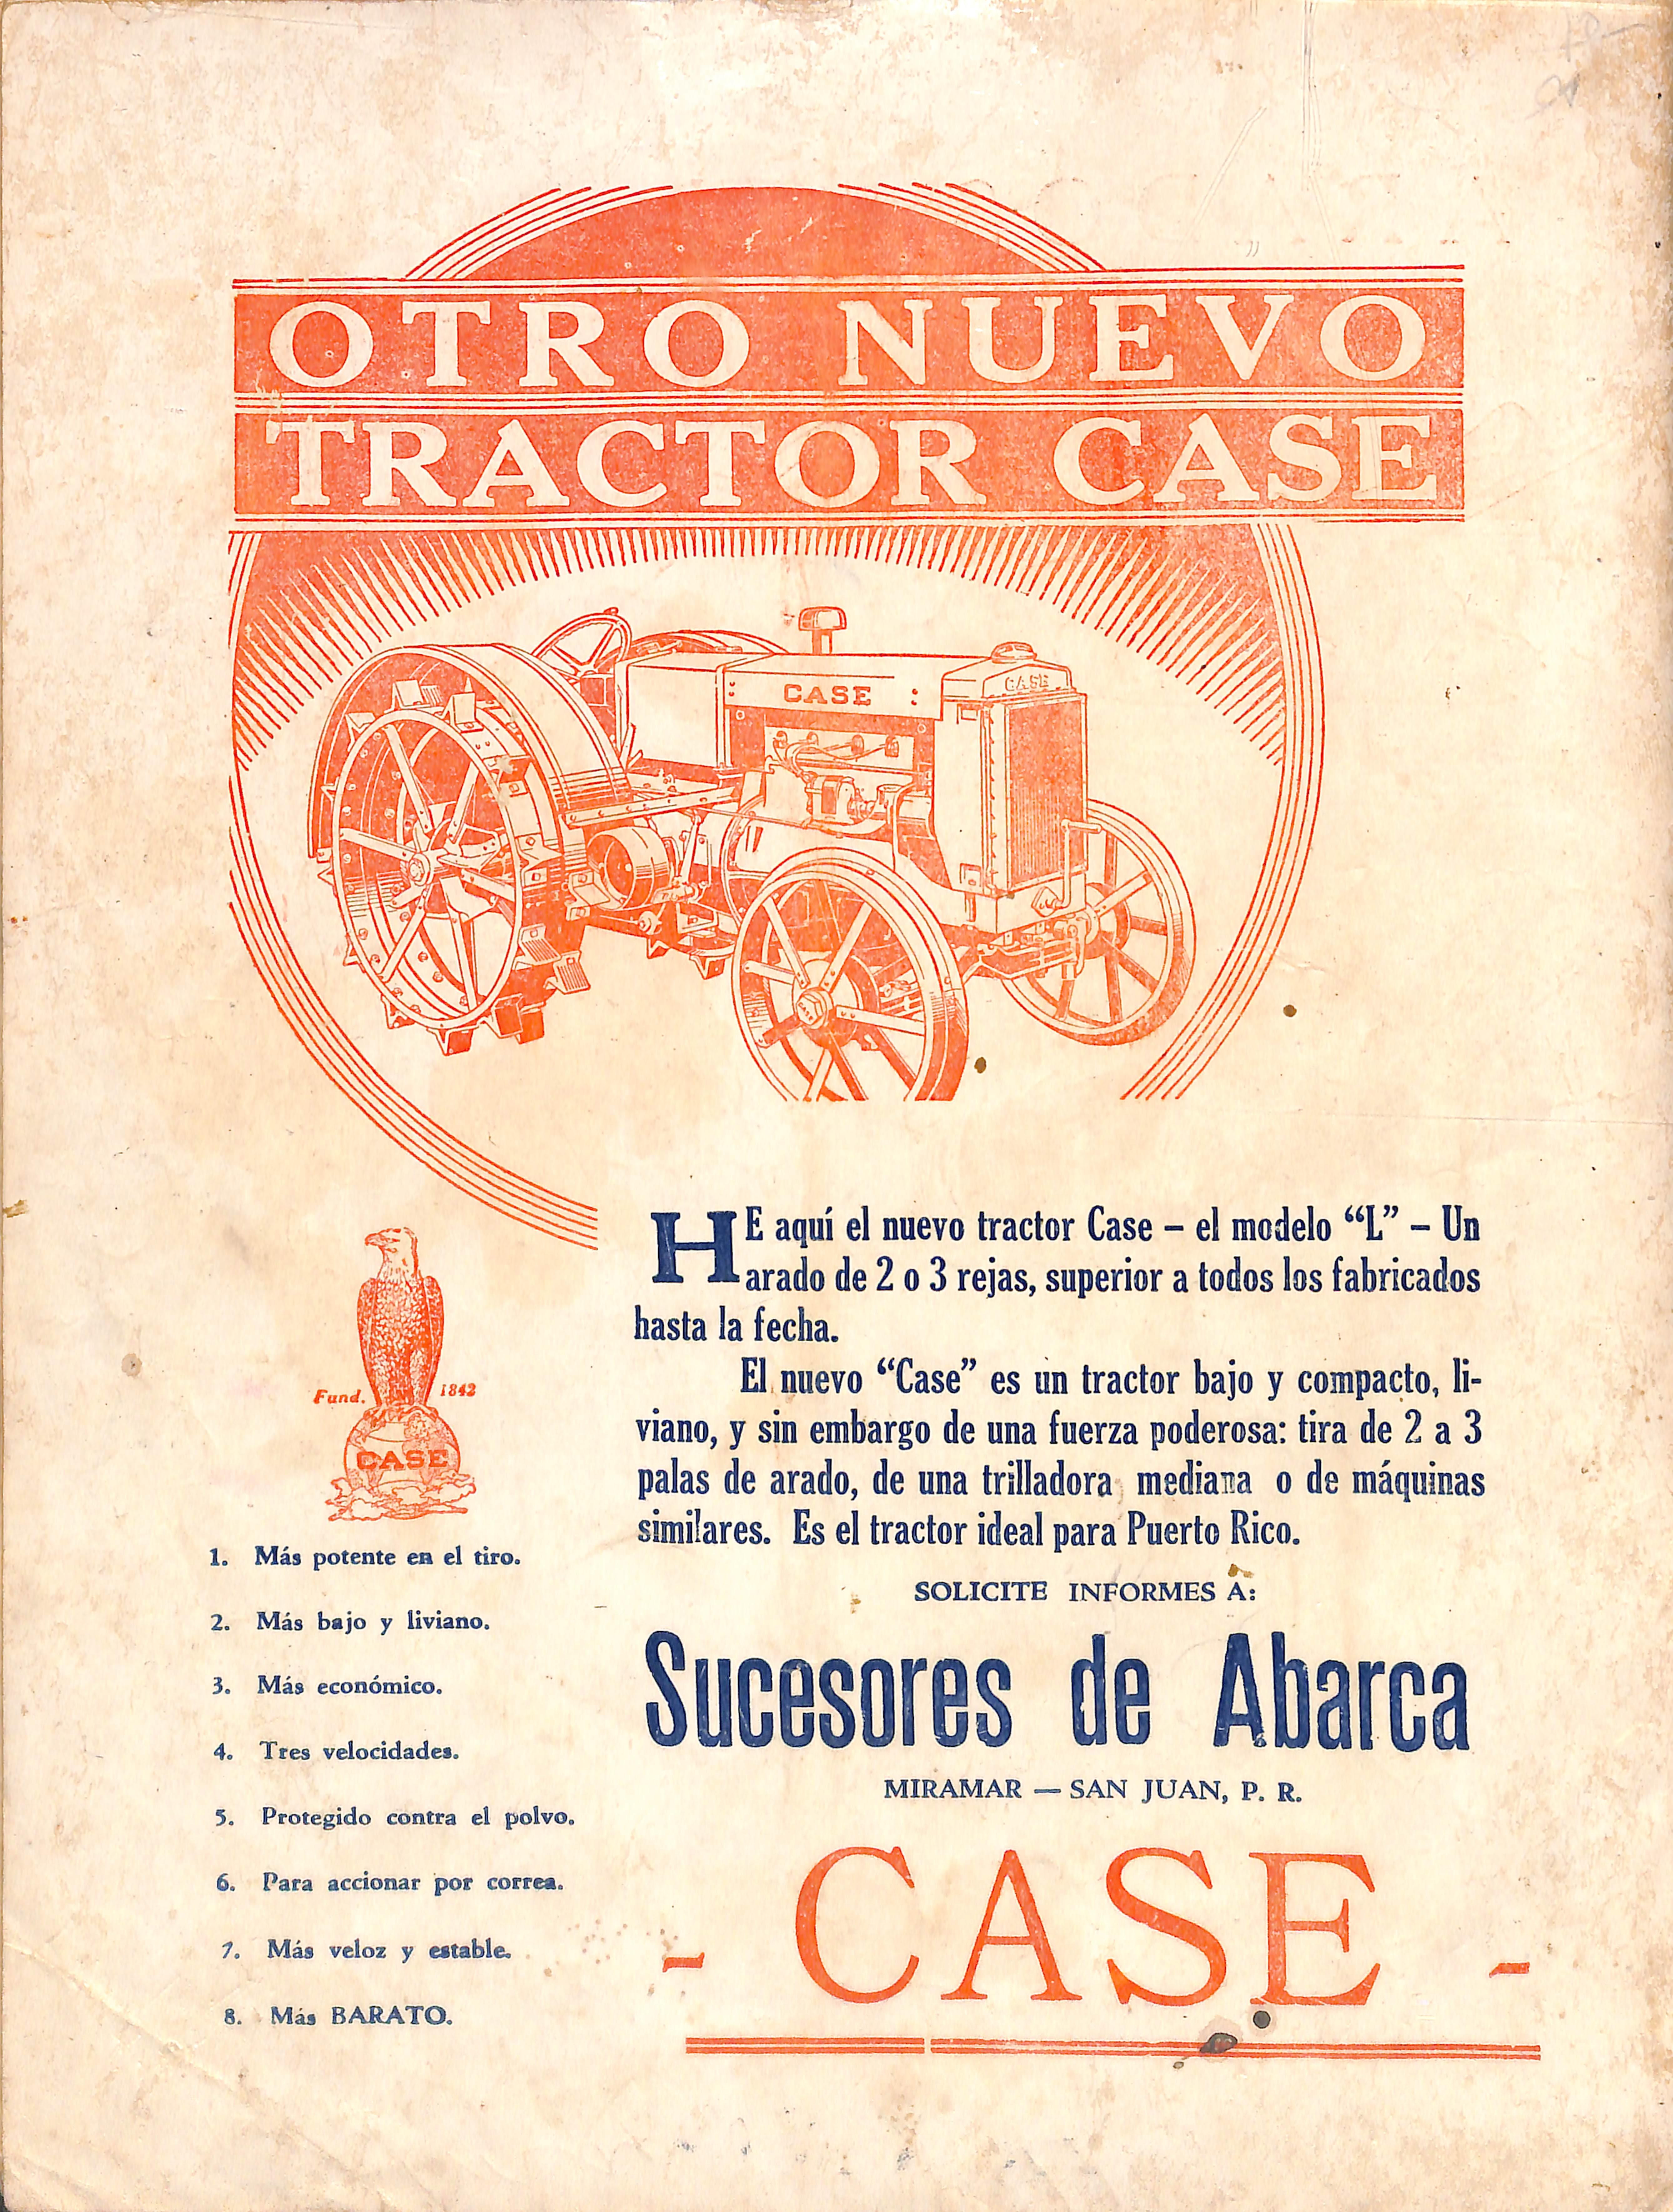 OTRO NUEVO
TRACTOR CASE
CASE
CASE
HE aquí el nuevo tractor Case – el modelo “L” – Un
arado de 2 o 3 rejas, superior a todos los fabricados
hasta la fecha.
El nuevo “Case” es un tractor bajo y compacto, li-
viano, y sin embargo de una fuerza poderosa: tira de 2 a 3
palas de arado, de una trilladora mediana o de máquinas
similares. Es el tractor ideal para Puerto Rico.
SOLICITE INFORMES A:
Sucesores de Abarca
MIRAMAR — SAN JUAN, P. R.
- CASE -
Fund. 1842
CASE
1. Más potente en el tiro.
2. Más bajo y liviano.
3. Más económico.
4. Tres velocidades.
5. Protegido contra el polvo.
6. Para accionar por correa.
7. Más veloz y estable.
8. Más BARATO.